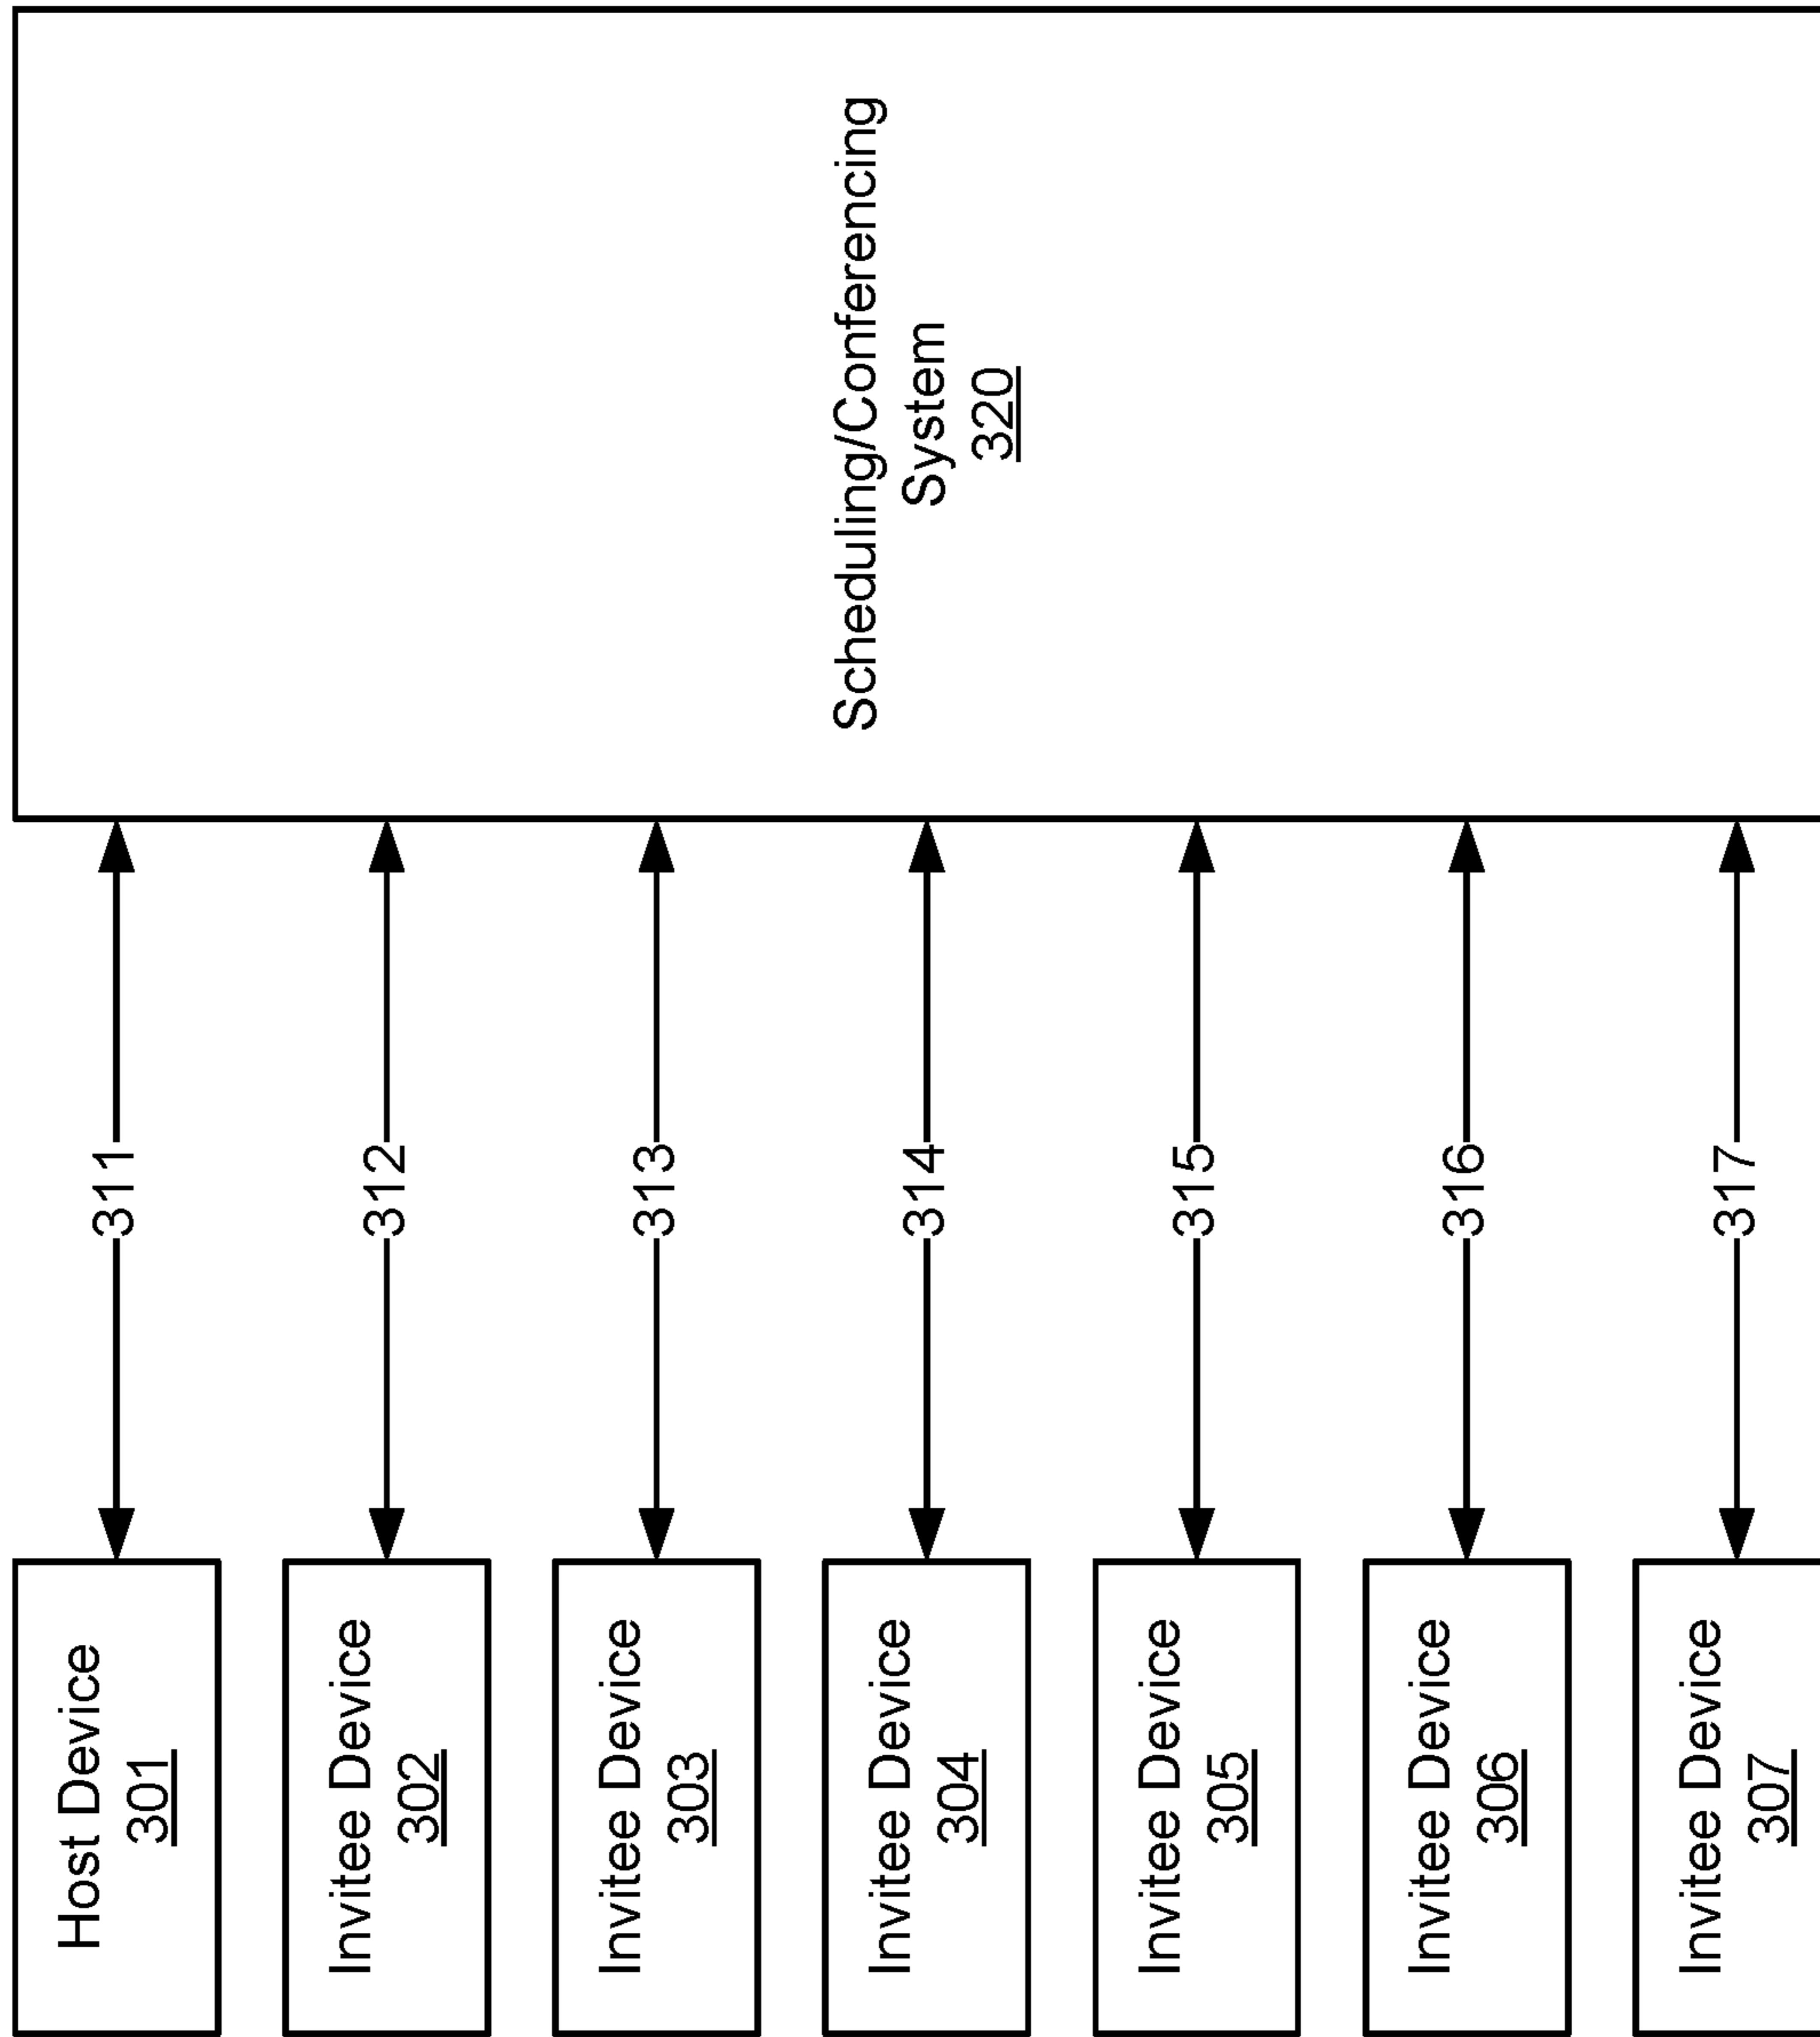 Host Device
301
311
Invitee Device
302
312
Invitee Device
303
313
Invitee Device
304
314
Invitee Device
305
315
Invitee Device
306
316
Invitee Device
307
317
Scheduling/Conferencing
System
320